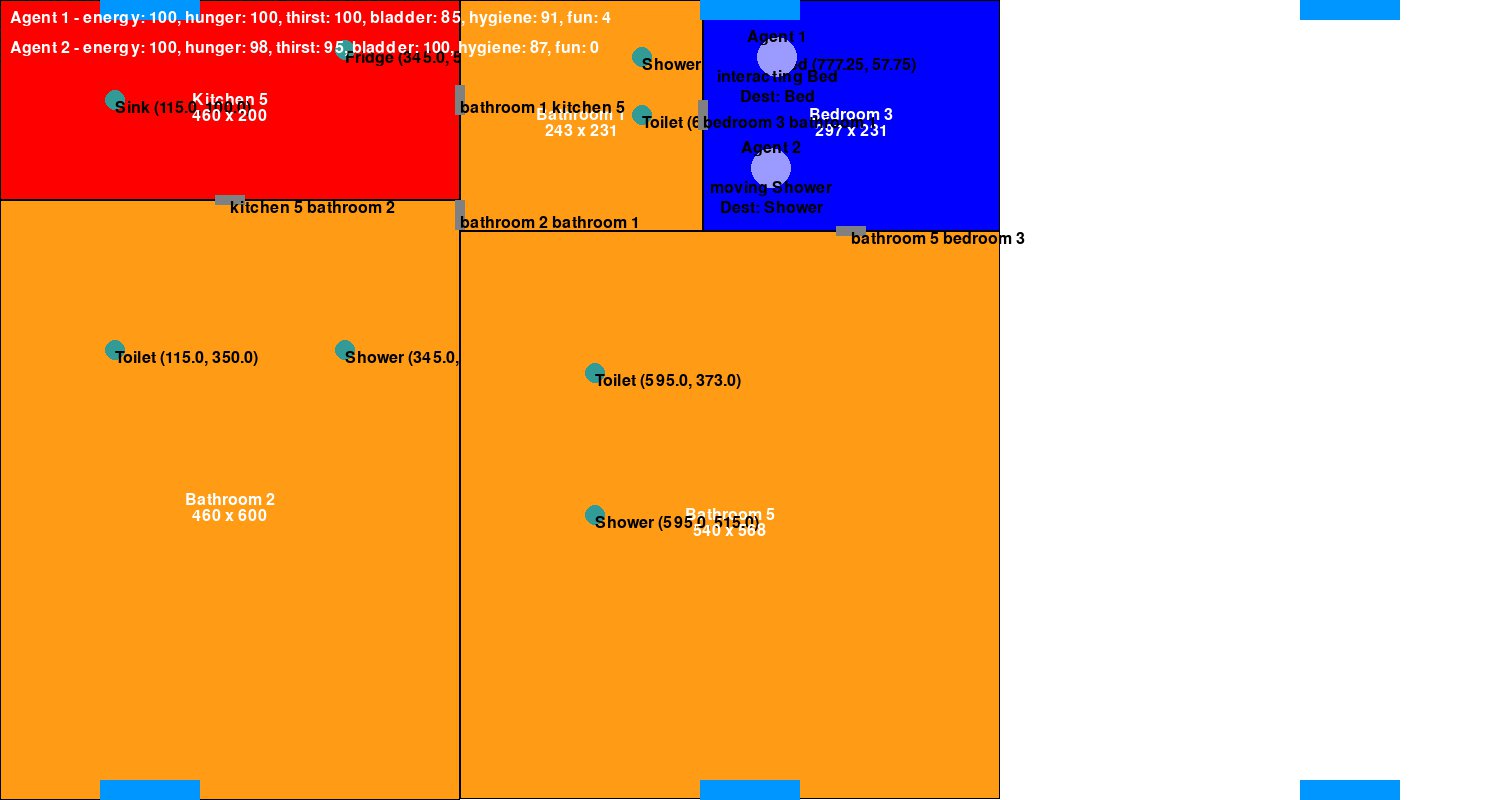 Agent 1 - energy: 100, hunger: 100, thirst: 100, bladder: 85, hygiene: 91, fun: 4
Agent 2 - energy: 100, hunger: 98, thirst: 95, bladder: 100, hygiene: 87, fun: 0
Fridge (345.0, 5
Sink (115.0,
Kitchen 5
460 x 200
bathroom 1 kitchen 5
kitchen 5 bathroom 2
Shower
Toilet (6
Bathroom 1
243 x 231
bathroom 2 bathroom 1
Agent 1
(777.25, 57.75)
interacting Bed
Dest: Bed
bedroom 3 bathroom 1
Bedroom 3
297 x 231
Agent 2
moving Shower
Dest: Shower
bathroom 5 bedroom 3
Toilet (115.0, 350.0)
Shower (345.0,
Bathroom 2
460 x 600
Toilet (595.0, 373.0)
Shower (595.0, 515.0)
Bathroom 5
540 x 568